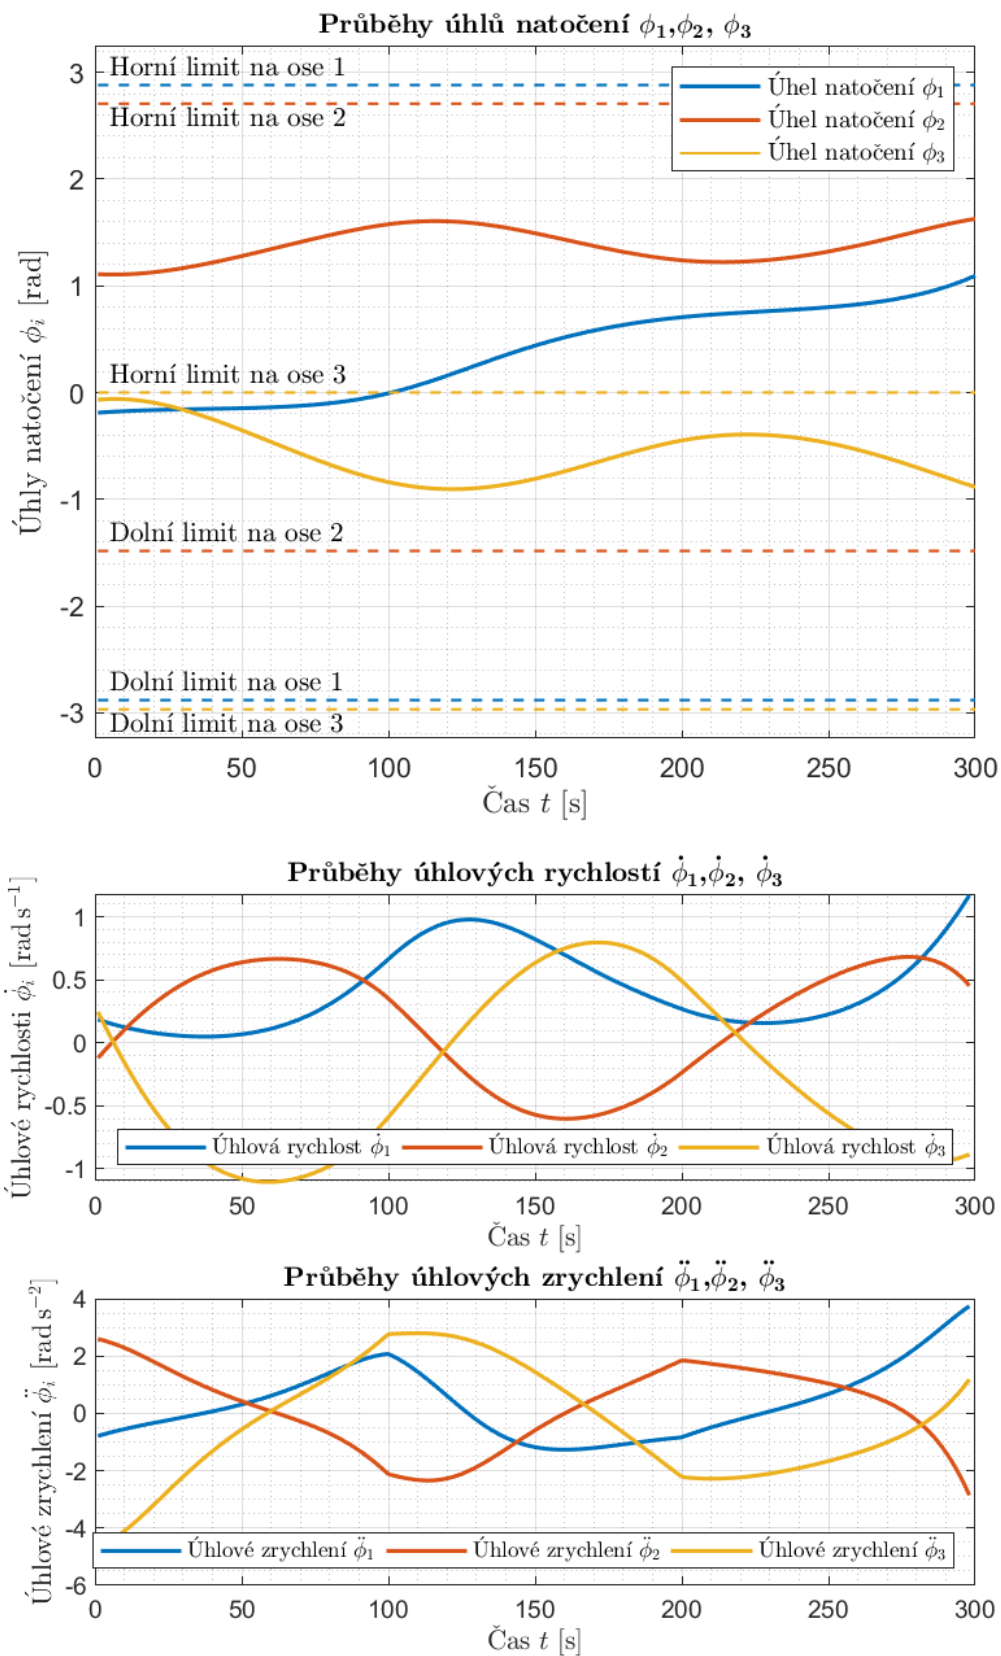 Průběhy úhlů natočení ϕ₁,ϕ₂, ϕ₃
Horní limit na ose 1
Horní limit na ose 2
Úhel natočení ϕ₁
Úhel natočení ϕ₂
Úhel natočení ϕ₃
Horní limit na ose 3
Dolní limit na ose 2
Dolní limit na ose 1
Dolní limit na ose 3
3
2
1
0
-1
-2
-3
Úhly natočení ϕᵢ [rad]
0 50 100 150 200 250 300
Čas t [s]
Průběhy úhlových rychlostí ϕ̇₁,ϕ̇₂, ϕ̇₃
1
0.5
0
-0.5
-1
Úhlové rychlosti ϕ̇ᵢ [rad s⁻¹]
Úhlová rychlost ϕ̇₁ Úhlová rychlost ϕ̇₂ Úhlová rychlost ϕ̇₃
0 50 100 150 200 250 300
Čas t [s]
Průběhy úhlových zrychlení ϕ̈₁,ϕ̈₂, ϕ̈₃
4
2
0
-2
-4
-6
Úhlové zrychlení ϕ̈ᵢ [rad s⁻²]
Úhlové zrychlení ϕ̈₁ Úhlové zrychlení ϕ̈₂ Úhlové zrychlení ϕ̈₃
0 50 100 150 200 250 300
Čas t [s]